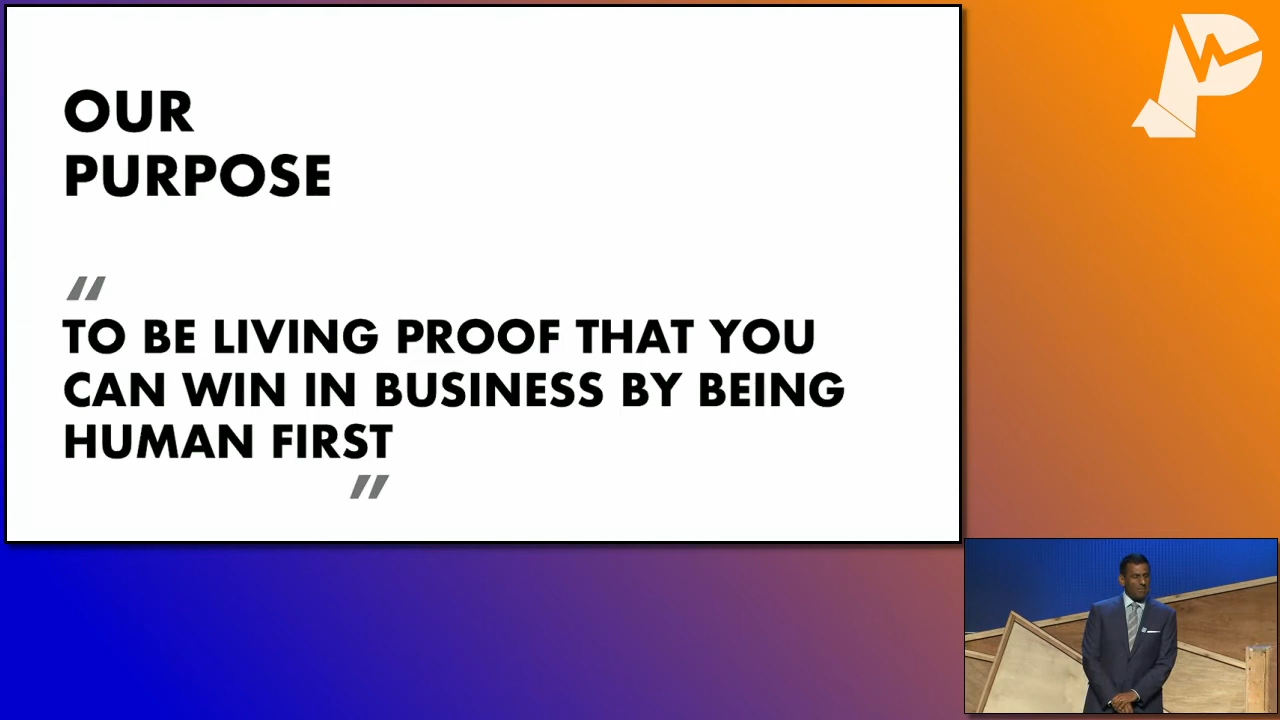 OUR
PURPOSE
“
TO BE LIVING PROOF THAT YOU
CAN WIN IN BUSINESS BY BEING
HUMAN FIRST
”